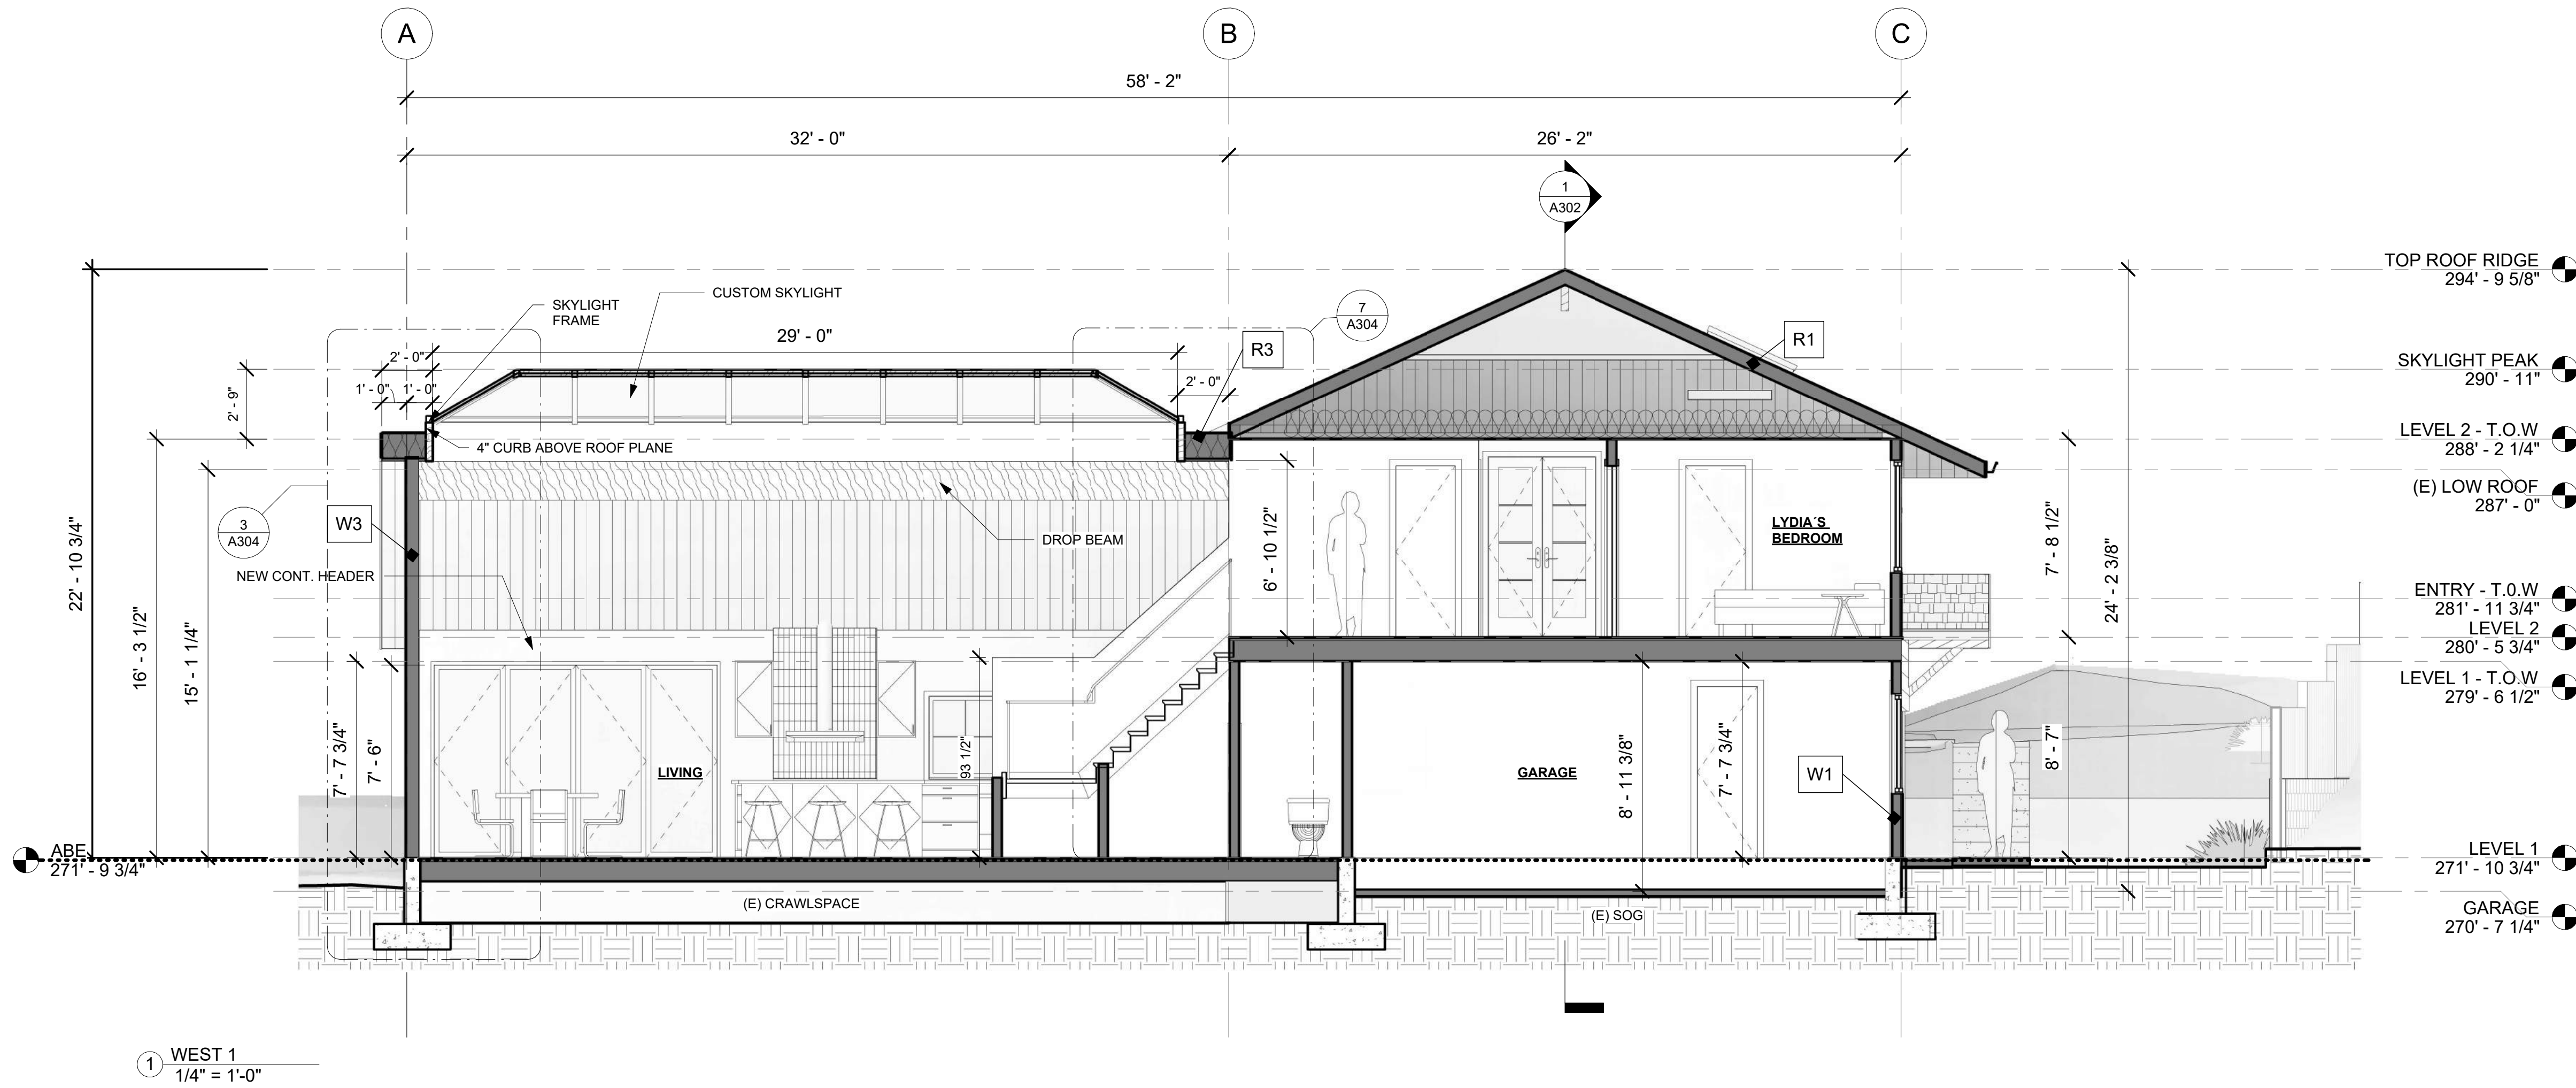 A
B
C
58' - 2"
32' - 0"
26' - 2"
1
A302
TOP ROOF RIDGE
294' - 9 5/8"
SKYLIGHT
FRAME
CUSTOM SKYLIGHT
7
A304
29' - 0"
R3
R1
SKYLIGHT PEAK
290' - 11"
2' - 0"
1' - 0"
1' - 0"
2' - 0"
2' - 9"
4" CURB ABOVE ROOF PLANE
LEVEL 2 - T.O.W
288' - 2 1/4"
(E) LOW ROOF
287' - 0"
3
A304
W3
DROP BEAM
LYDIA´S
BEDROOM
22' - 10 3/4"
16' - 3 1/2"
15' - 1 1/4"
6' - 10 1/2"
7' - 8 1/2"
24' - 2 3/8"
NEW CONT. HEADER
ENTRY - T.0.W
281' - 11 3/4"
LEVEL 2
280' - 5 3/4"
LEVEL 1 - T.O.W
279' - 6 1/2"
7' - 7 3/4"
7' - 6"
93 1/2"
8' - 11 3/8"
7' - 7 3/4"
8' - 7"
LIVING
GARAGE
W1
ABE
271' - 9 3/4"
LEVEL 1
271' - 10 3/4"
(E) CRAWLSPACE
(E) SOG
GARAGE
270' - 7 1/4"
1
WEST 1
1/4" = 1'-0"